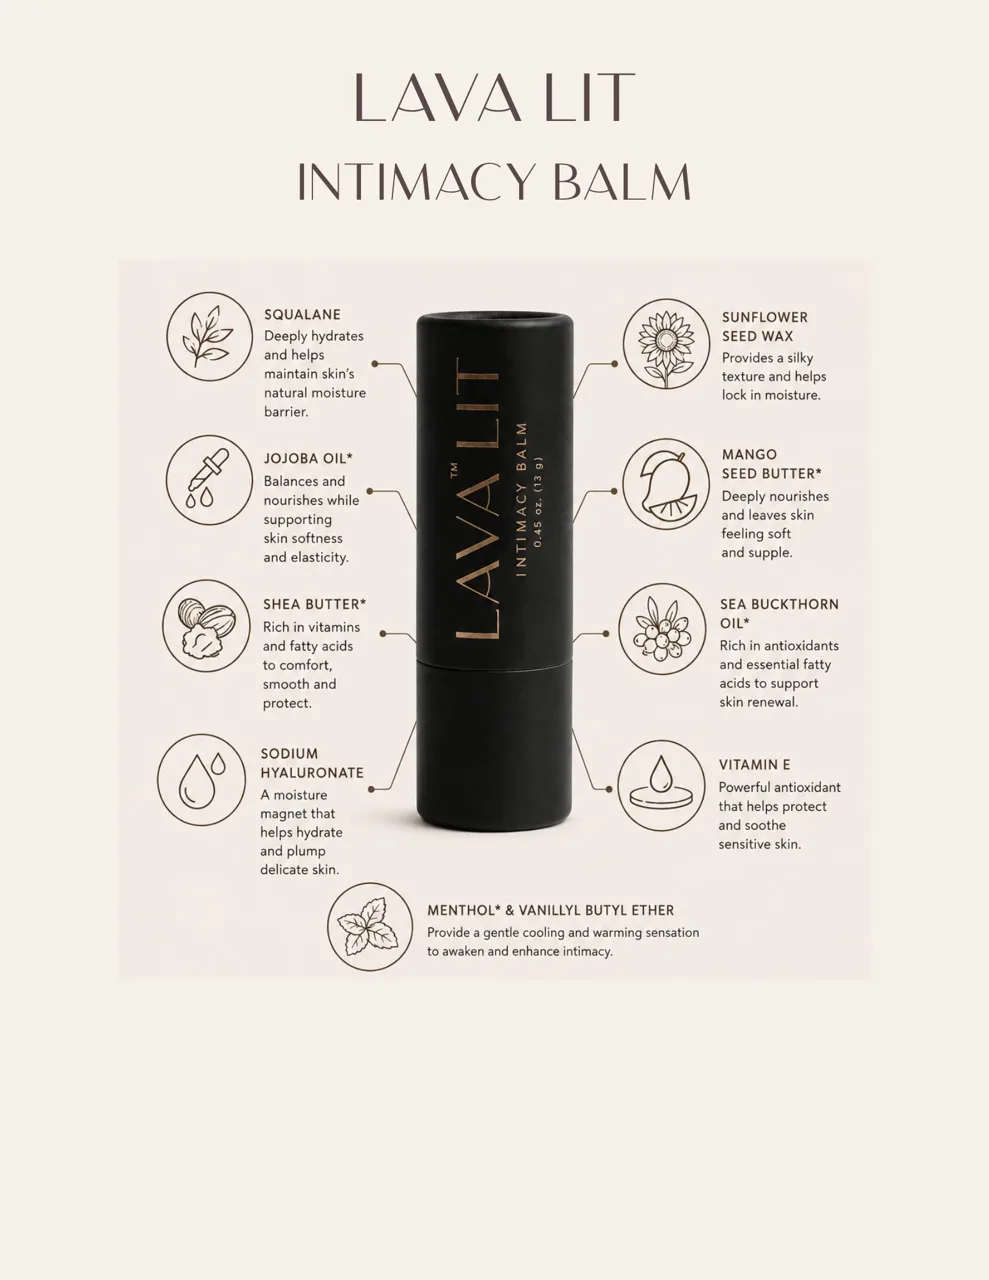 LAVA LIT
INTIMACY BALM
SQUALANE
Deeply hydrates
and helps
maintain skin's
natural moisture
barrier.
JOJOBA OIL*
Balances and
nourishes while
supporting
skin softness
and elasticity.
SHEA BUTTER*
Rich in vitamins
and fatty acids
to comfort,
smooth and
protect.
SODIUM
HYALURONATE
A moisture
magnet that
helps hydrate
and plump
delicate skin.
LAVA™ LIT
INTIMACY BALM
0.45 oz. (13 g)
SUNFLOWER
SEED WAX
Provides a silky
texture and helps
lock in moisture.
MANGO
SEED BUTTER*
Deeply nourishes
and leaves skin
feeling soft
and supple.
SEA BUCKTHORN
OIL*
Rich in antioxidants
and essential fatty
acids to support
skin renewal.
VITAMIN E
Powerful antioxidant
that helps protect
and soothe
sensitive skin.
MENTHOL* & VANILLYL BUTYL ETHER
Provide a gentle cooling and warming sensation
to awaken and enhance intimacy.